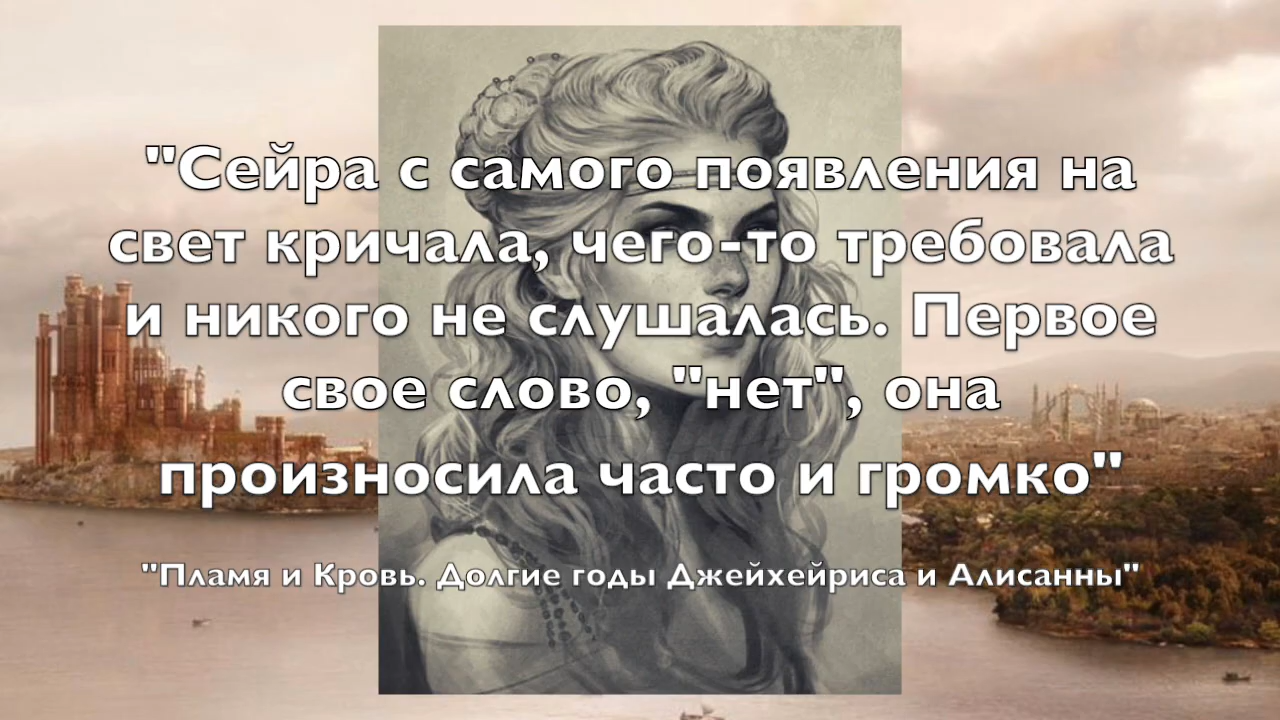 "Сейра с самого появления на
свет кричала, чего-то требовала
и никого не слушалась. Первое
свое слово, "нет", она
произносила часто и громко"
"Пламя и Кровь. Долгие годы Джейхейриса и Алисанны"